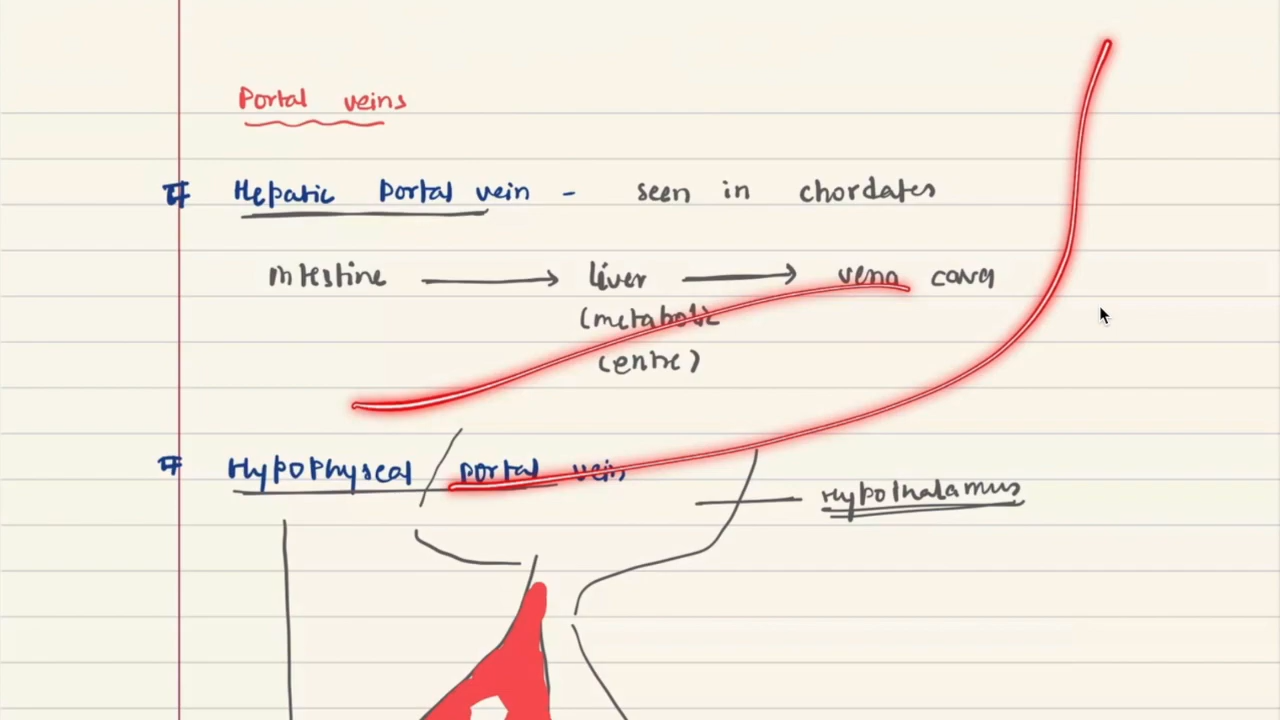 Portal veins
# Hepatic Portal vein - seen in chordates
Intestine → liver → vena cava
(metabolic
centre)
# Hypophyseal portal vein
Hypothalamus